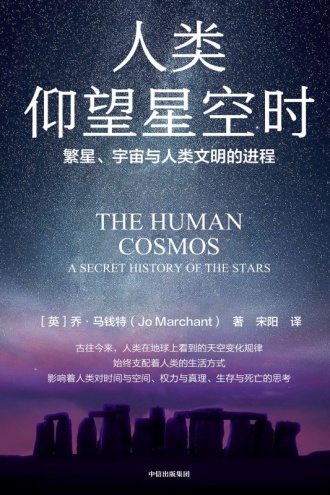 人类
仰望星空时
繁星、宇宙与人类文明的进程
THE HUMAN
COSMOS
A SECRET HISTORY OF THE STARS
[英]乔·马钱特(Jo Marchant) 著 宋阳 译
古往今来，人类在地球上看到的天空变化规律
始终支配着人类的生活方式
影响着人类对时间与空间、权力与真理、生存与死亡的思考
中信出版集团